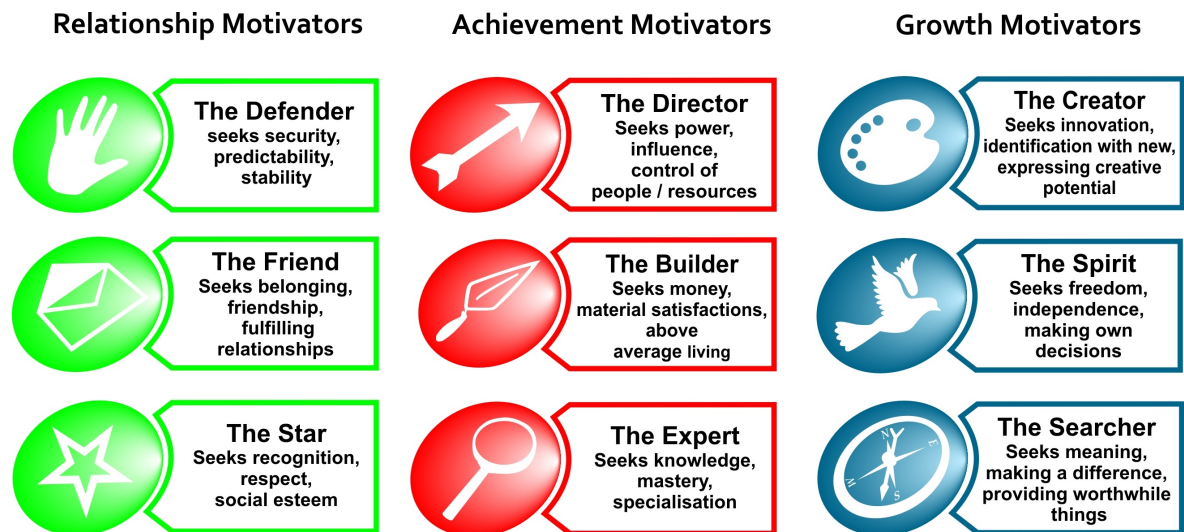 Relationship Motivators
The Defender
seeks security,
predictability,
stability
The Friend
Seeks belonging,
friendship,
fulfilling
relationships
The Star
Seeks recognition,
respect,
social esteem
Achievement Motivators
The Director
Seeks power,
influence,
control of
people / resources
The Builder
Seeks money,
material satisfactions,
above
average living
The Expert
Seeks knowledge,
mastery,
specialisation
Growth Motivators
The Creator
Seeks innovation,
identification with new,
expressing creative
potential
The Spirit
Seeks freedom,
independence,
making own
decisions
The Searcher
Seeks meaning,
making a difference,
providing worthwhile
things
N
E
W
S